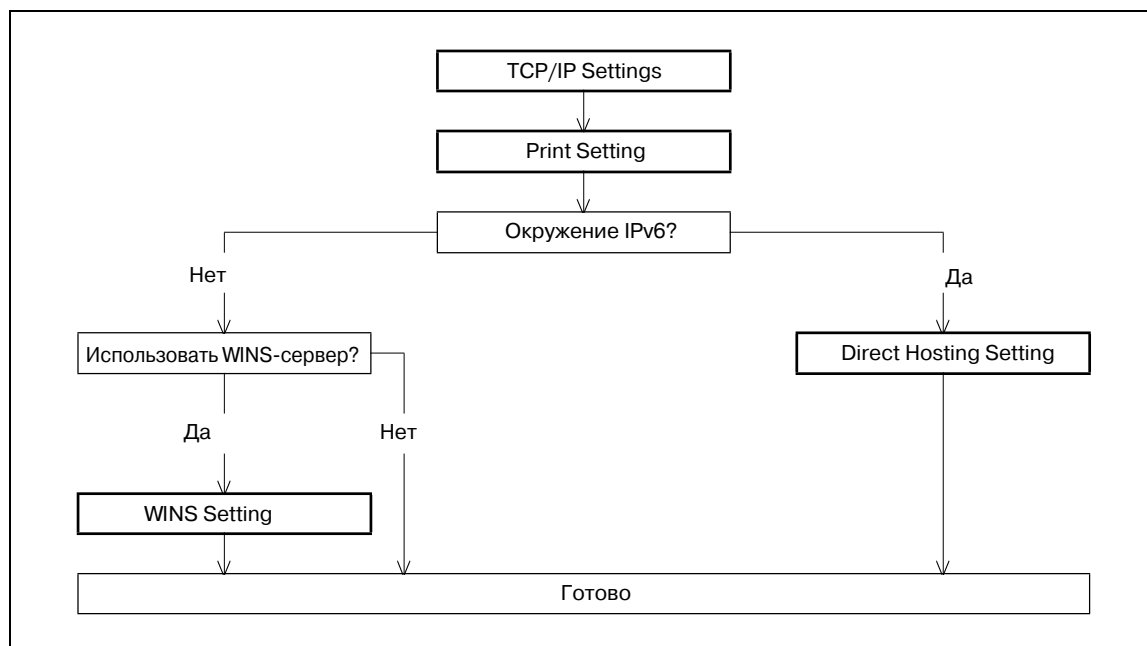 TCP/IP Settings
Print Setting
Окружение IPv6?
Нет
Да
Использовать WINS-сервер?
Direct Hosting Setting
Да
Нет
WINS Setting
Готово